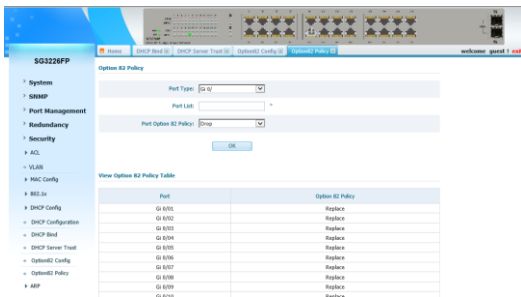 Home
DHCP Bind
DHCP Server Trust
Option82 Config
Option82 Policy
welcome guest !
SG3226FP
System
SNMP
Port Management
Redundancy
Security
ACL
VLAN
MAC Config
802.1x
DHCP Config
DHCP Configuration
DHCP Bind
DHCP Server Trust
Option82 Config
Option82 Policy
ARP
Option 82 Policy
Port Type: Gi 0/
Port List: *
Port Option 82 Policy: Drop
OK
View Option 82 Policy Table
Port Option 82 Policy
Gi 0/01 Replace
Gi 0/02 Replace
Gi 0/03 Replace
Gi 0/04 Replace
Gi 0/05 Replace
Gi 0/06 Replace
Gi 0/07 Replace
Gi 0/08 Replace
Gi 0/09 Replace
Gi 0/10 Replace